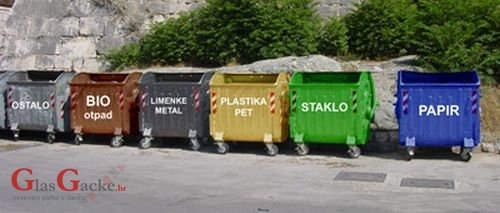 OSTALO
BIO
otpad
LIMENKE
METAL
PLASTIKA
PET
STAKLO
PAPIR
GlasGacke.hr